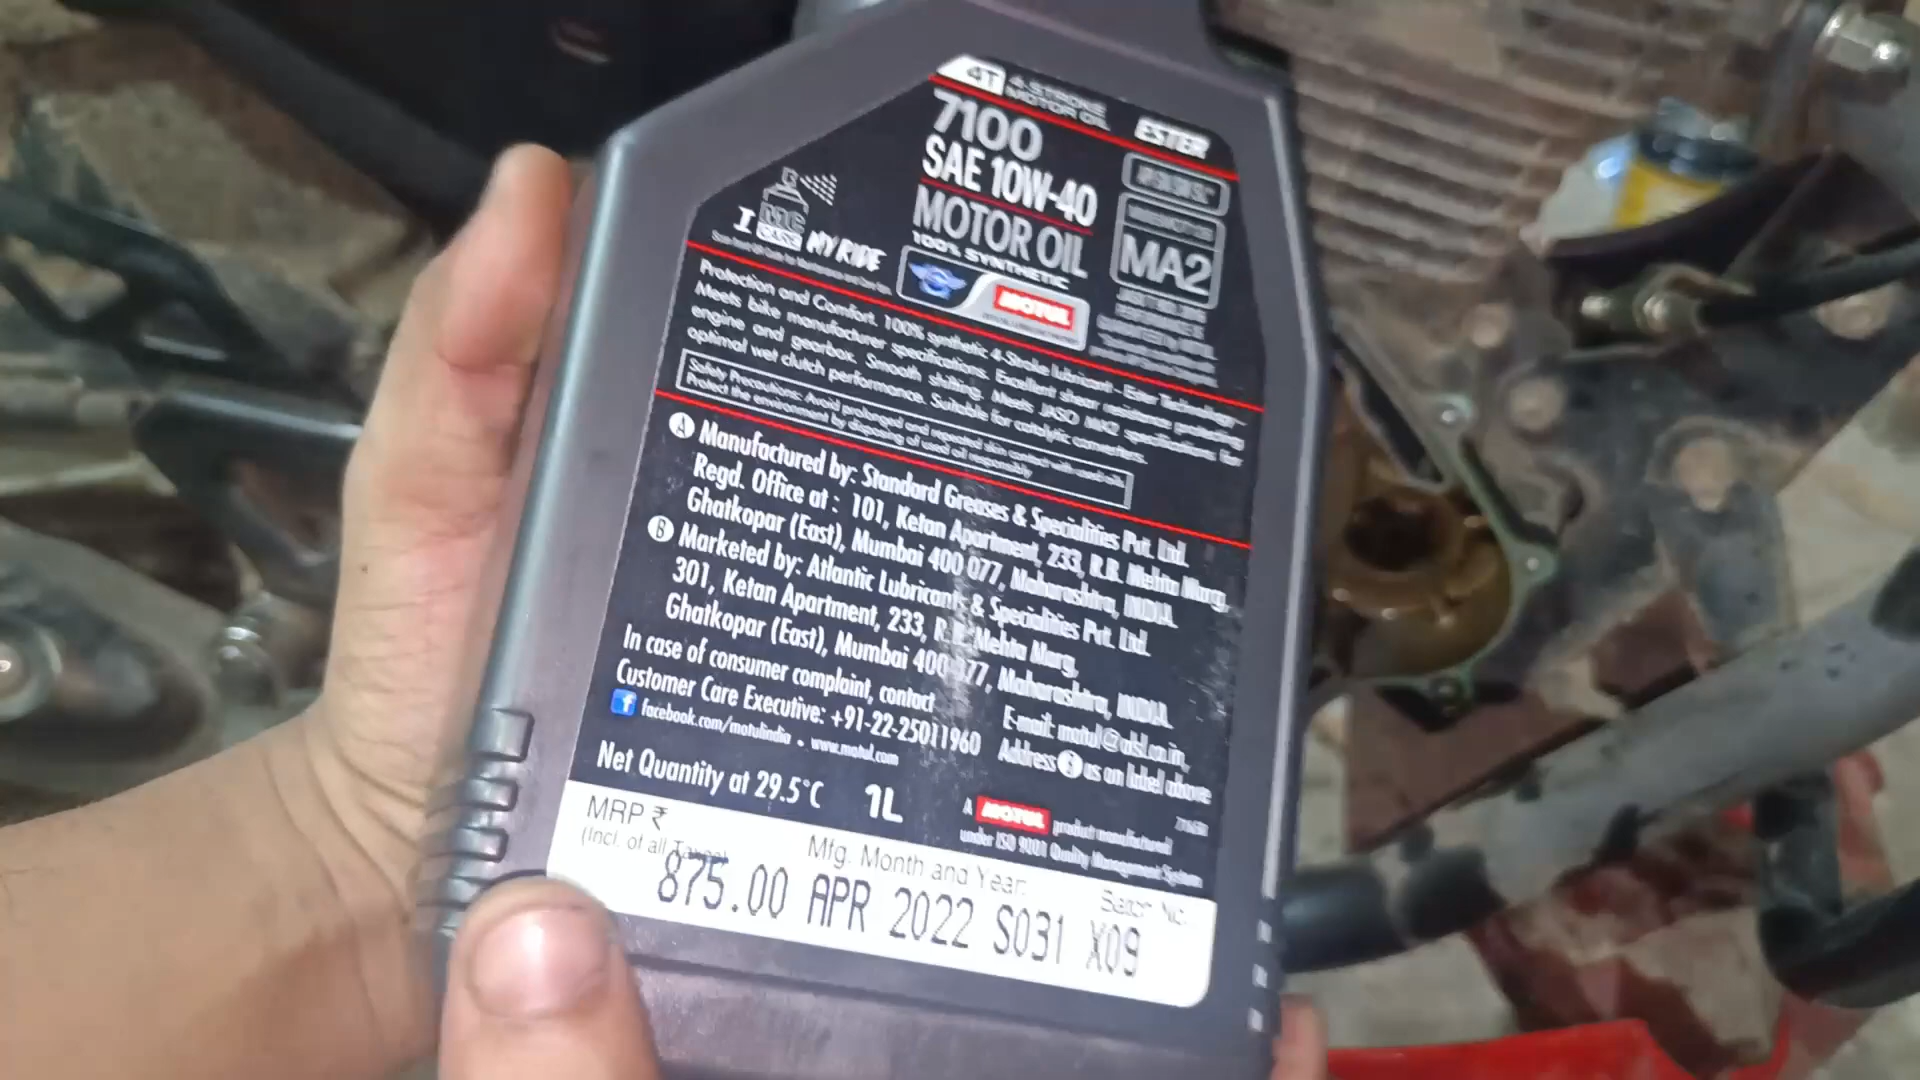 4T 4-STROKE
MOTOR OIL
ESTER
7100
SAE 10W-40
MOTOR OIL
100% SYNTHETIC
MA2
I
MC
CARE MY RIDE
MOTUL
Protection and Comfort. 100% synthetic 4-Stroke lubricant - Ester Technology-
Meets bike manufacturer specifications. Excellent shear resistance protecting
engine and gearbox. Smooth shifting. Meets JASO MA2 specifications for
optimal wet clutch performance. Suitable for catalytic converters.
Safety Precautions: Avoid prolonged and repeated skin contact with used oils.
Protect the environment by disposing of used oil responsibly
A Manufactured by: Standard Greases & Specialities Pvt. Ltd.
Regd. Office at : 101, Ketan Apartment, 233, R.B. Mehta Marg,
Ghatkopar (East), Mumbai 400 077, Maharashtra, INDIA.
B Marketed by: Atlantic Lubricants & Specialities Pvt. Ltd.
301, Ketan Apartment, 233, R.B. Mehta Marg,
Ghatkopar (East), Mumbai 400 077, Maharashtra, INDIA.
In case of consumer complaint, contact
Customer Care Executive: +91-22-25011960
E-mail:
Address as on label above
f facebook.com/motulindia • www.motul.com
Net Quantity at 29.5°C 1L
A MOTUL product manufactured
under ISO 9001 Quality Management System
MRP ₹
(Incl. of all Taxes)
Mfg. Month and Year:
Batch No.
875.00 APR 2022 S031 X09